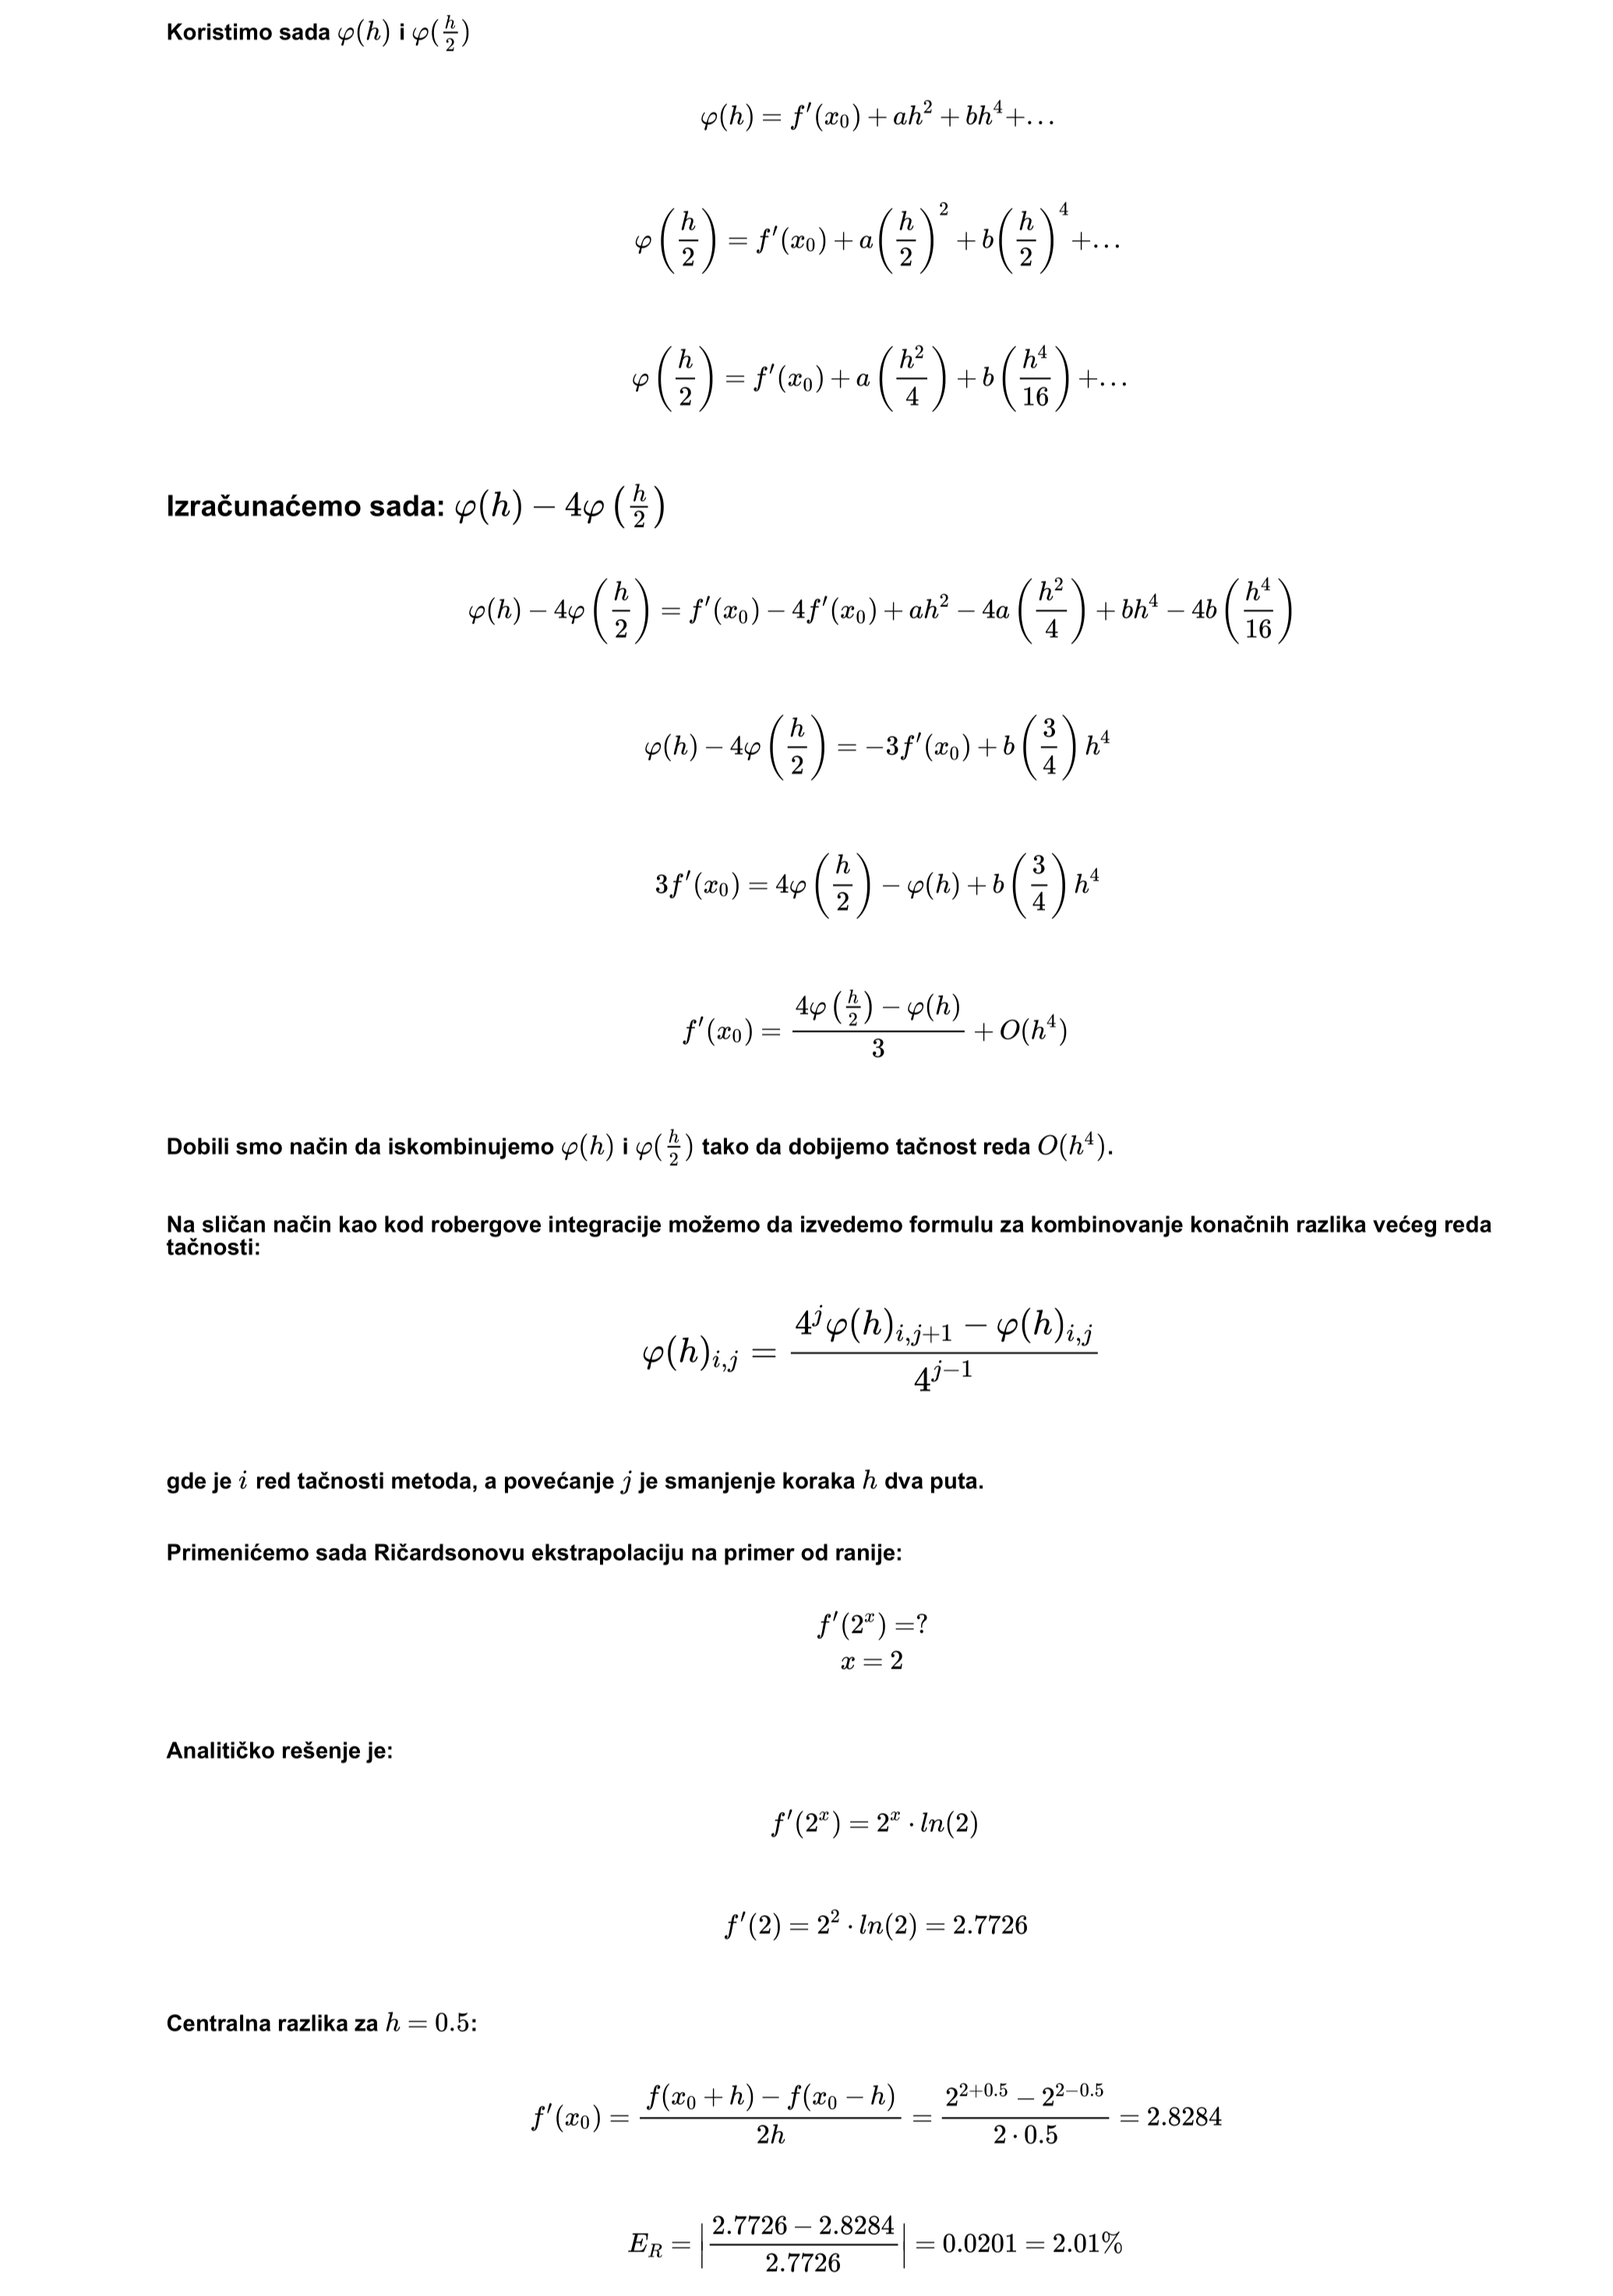 Koristimo sada φ(h) i φ(h/2)
φ(h) = f′(x₀) + ah² + bh⁴+…
φ(h/2) = f′(x₀) + a(h/2)² + b(h/2)⁴ +…
φ(h/2) = f′(x₀) + a(h²/4) + b(h⁴/16) +…
Izračunaćemo sada: φ(h) − 4φ(h/2)
φ(h) − 4φ(h/2) = f′(x₀) − 4f′(x₀) + ah² − 4a(h²/4) + bh⁴ − 4b(h⁴/16)
φ(h) − 4φ(h/2) = −3f′(x₀) + b(3/4)h⁴
3f′(x₀) = 4φ(h/2) − φ(h) + b(3/4)h⁴
f′(x₀) = (4φ(h/2) − φ(h))/3 + O(h⁴)
Dobili smo način da iskombinujemo φ(h) i φ(h/2) tako da dobijemo tačnost reda O(h⁴).
Na sličan način kao kod robergove integracije možemo da izvedemo formulu za kombinovanje konačnih razlika većeg reda
tačnosti:
φ(h)_{i,j} = (4^j φ(h)_{i,j+1} − φ(h)_{i,j})/4^{j−1}
gde je i red tačnosti metoda, a povećanje j je smanjenje koraka h dva puta.
Primenićemo sada Ričardsonovu ekstrapolaciju na primer od ranije:
f′(2ˣ) =?
x = 2
Analitičko rešenje je:
f′(2ˣ) = 2ˣ · ln(2)
f′(2) = 2² · ln(2) = 2.7726
Centralna razlika za h = 0.5:
f′(x₀) = (f(x₀ + h) − f(x₀ − h))/2h = (2^{2+0.5} − 2^{2−0.5})/(2 · 0.5) = 2.8284
E_R = |(2.7726 − 2.8284)/2.7726| = 0.0201 = 2.01%